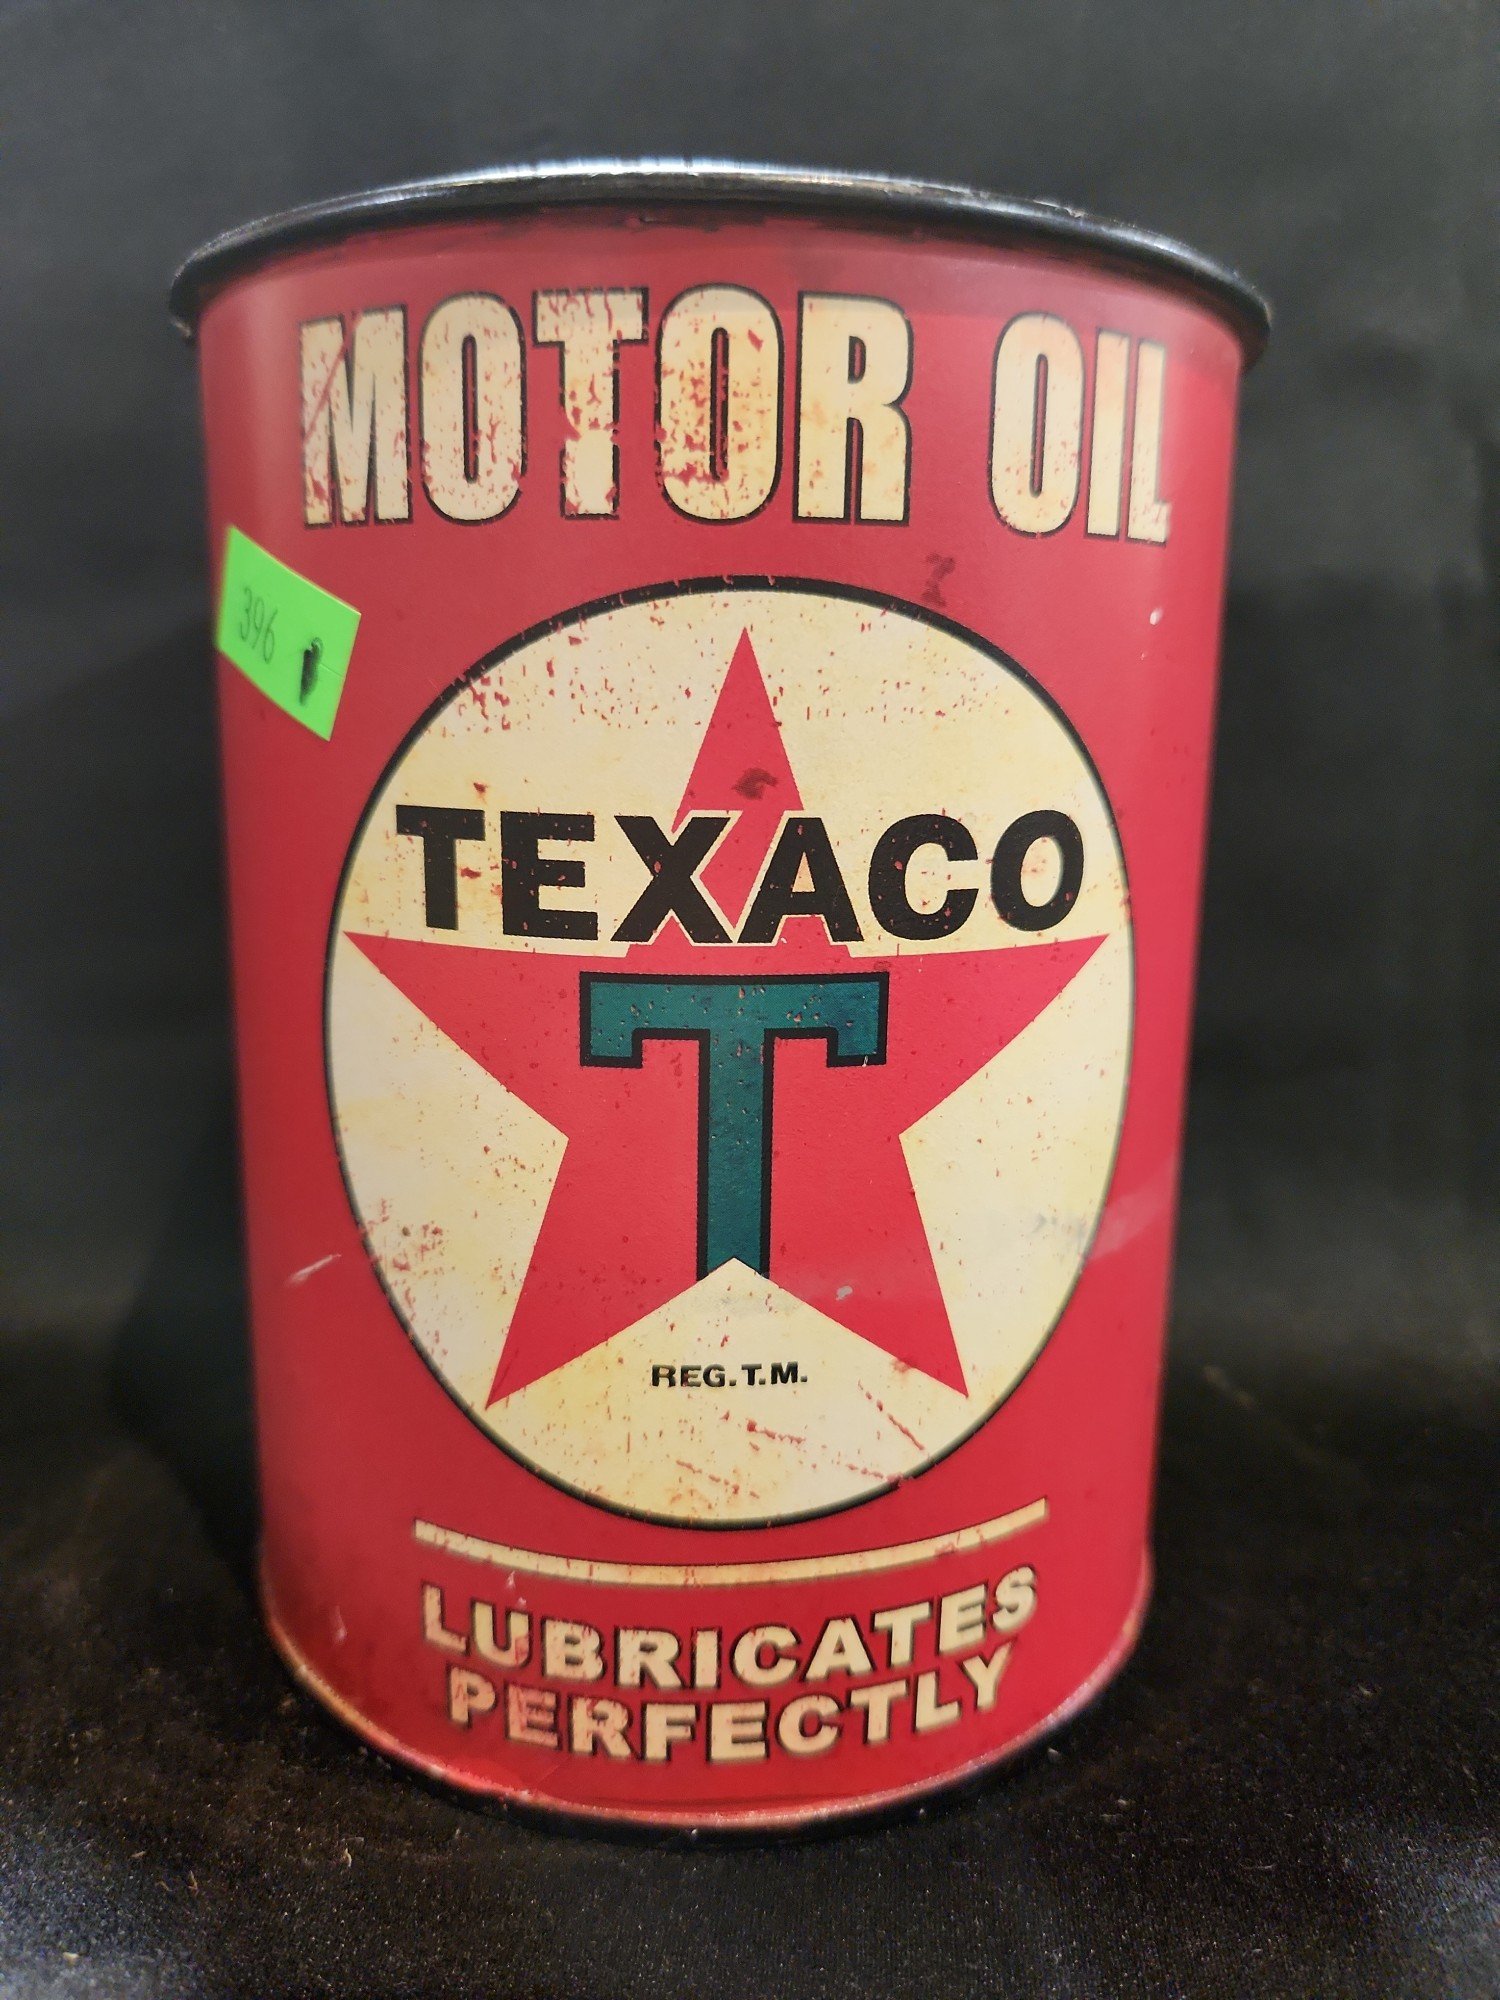 MOTOR OIL
396
TEXACO
T
REG. T.M.
LUBRICATES
PERFECTLY